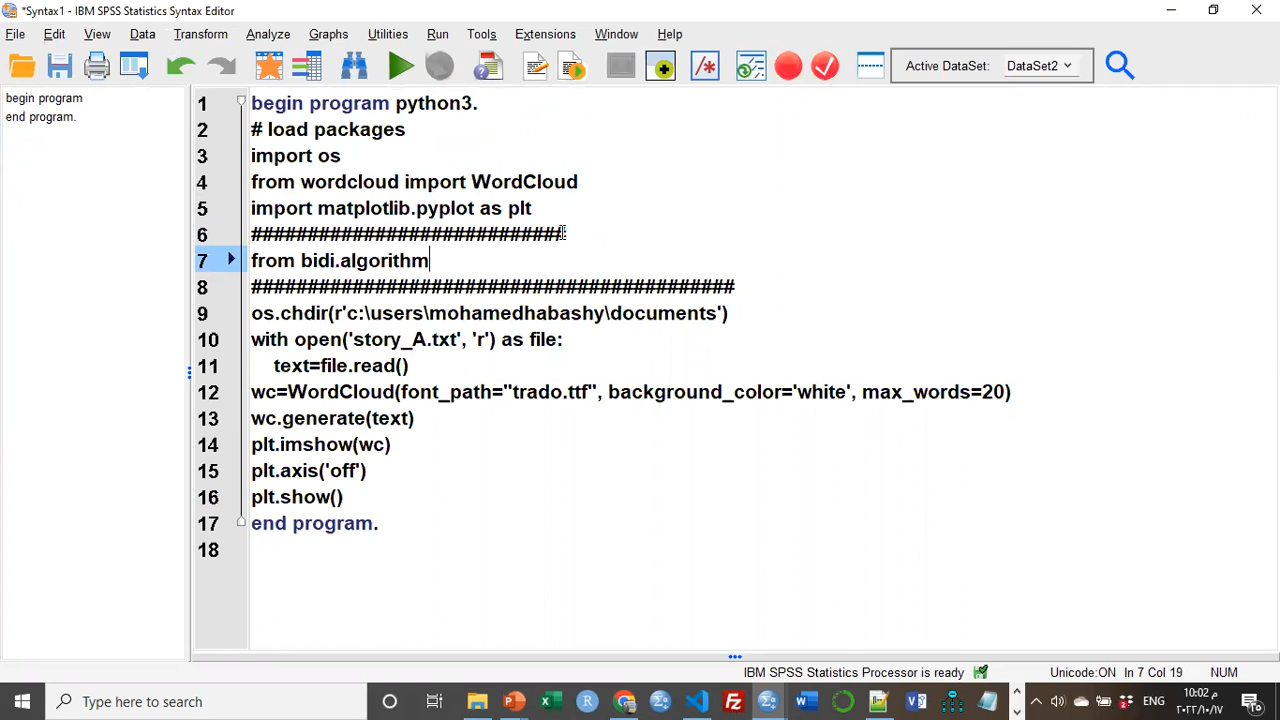 *Syntax1 - IBM SPSS Statistics Syntax Editor
File Edit View Data Transform Analyze Graphs Utilities Run Tools Extensions Window Help
Active DataSet: DataSet2
begin program
end program.
1 begin program python3.
2 # load packages
3 import os
4 from wordcloud import WordCloud
5 import matplotlib.pyplot as plt
6 ############################
7 from bidi.algorithm
8 ###########################################
9 os.chdir(r'c:\users\mohamedhabashy\documents')
10 with open('story_A.txt', 'r') as file:
11 text=file.read()
12 wc=WordCloud(font_path="trado.ttf", background_color='white', max_words=20)
13 wc.generate(text)
14 plt.imshow(wc)
15 plt.axis('off')
16 plt.show()
17 end program.
18
IBM SPSS Statistics Processor is ready Unicode:ON In 7 Col 19 NUM
Type here to search
ENG
م 10:02
٢٠٢٢/٠٨/١٧